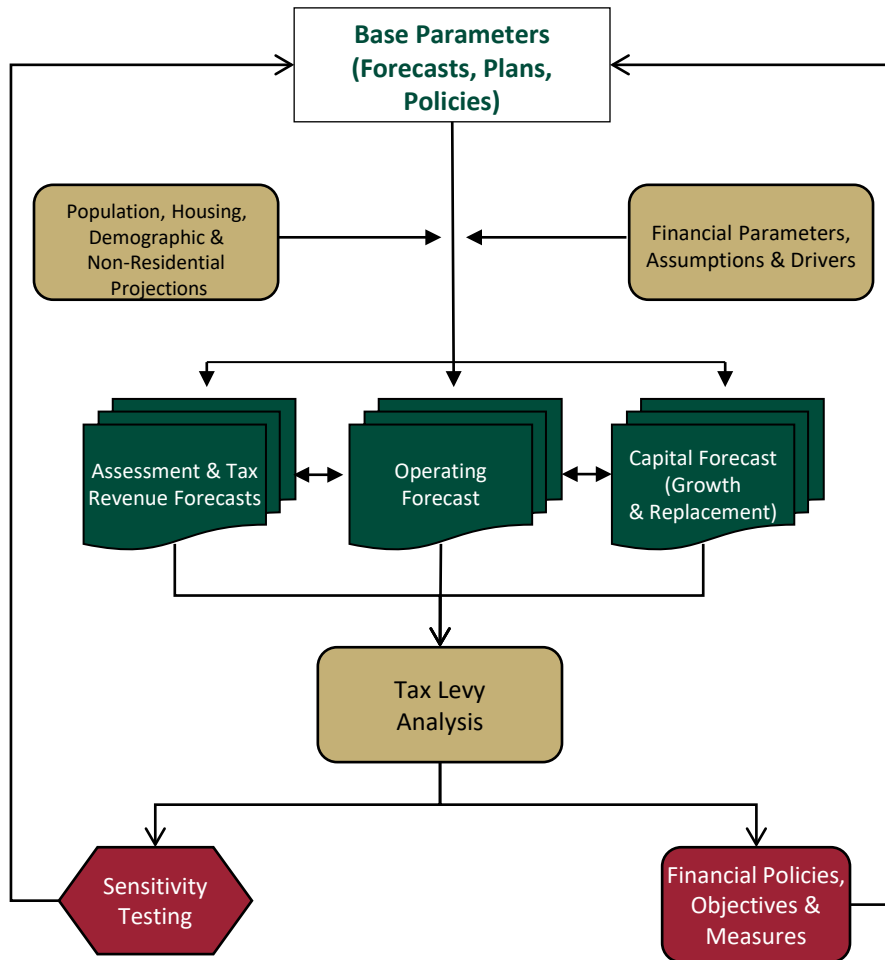 Base Parameters
(Forecasts, Plans,
Policies)
Population, Housing,
Demographic &
Non-Residential
Projections
Financial Parameters,
Assumptions & Drivers
Assessment & Tax
Revenue Forecasts
Operating
Forecast
Capital Forecast
(Growth
& Replacement)
Tax Levy
Analysis
Sensitivity
Testing
Financial Policies,
Objectives &
Measures